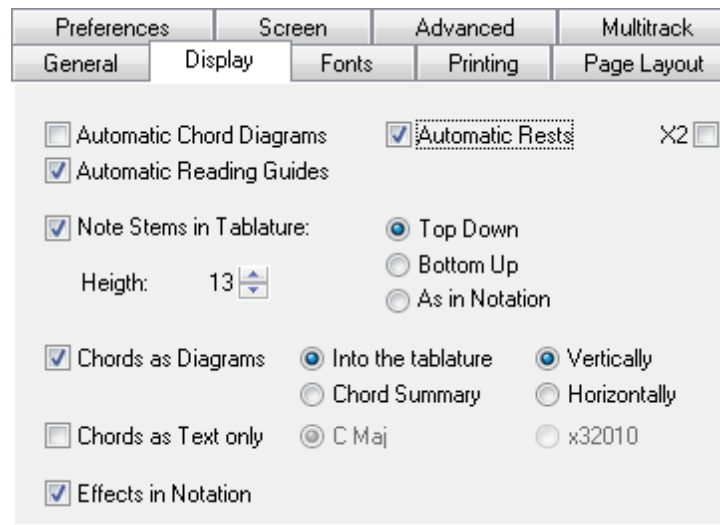 Preferences Screen Advanced Multitrack
General Display Fonts Printing Page Layout
Automatic Chord Diagrams Automatic Rests X2
Automatic Reading Guides
Note Stems in Tablature: Top Down
Bottom Up
Heigth: 13
As in Notation
Chords as Diagrams Into the tablature Vertically
Chord Summary Horizontally
Chords as Text only C Maj x32010
Effects in Notation